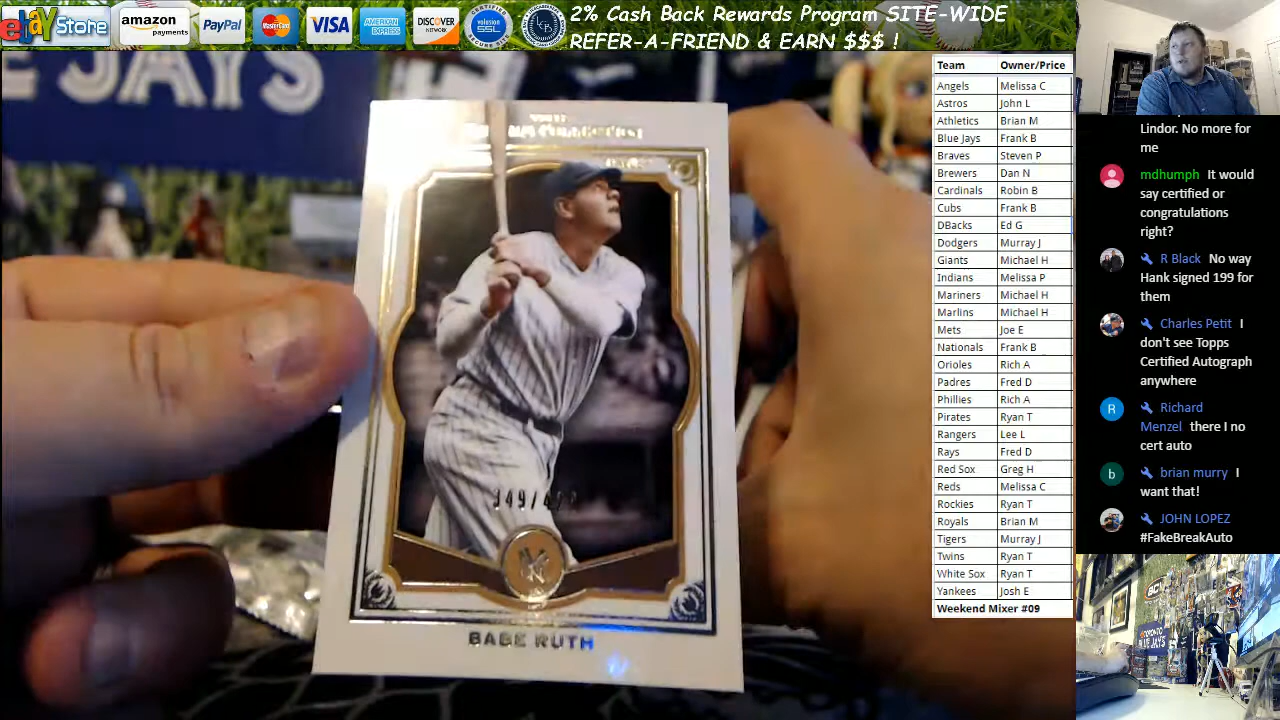 ebay Store
amazon
payments
PayPal
MasterCard
VISA
AMERICAN
EXPRESS
DISCOVER
NETWORK
SSL
2% Cash Back Rewards Program SITE-WIDE
REFER-A-FRIEND & EARN $$$ !
E JAYS
BABE RUTH
Team Owner/Price
Angels Melissa C
Astros John L
Athletics Brian M
Blue Jays Frank B
Braves Steven P
Brewers Dan N
Cardinals Robin B
Cubs Frank B
DBacks Ed G
Dodgers Murray J
Giants Michael H
Indians Melissa P
Mariners Michael H
Marlins Michael H
Mets Joe E
Nationals Frank B
Orioles Rich A
Padres Fred D
Phillies Rich A
Pirates Ryan T
Rangers Lee L
Rays Fred D
Red Sox Greg H
Reds Melissa C
Rockies Ryan T
Royals Brian M
Tigers Murray J
Twins Ryan T
White Sox Ryan T
Yankees Josh E
Weekend Mixer #09
Lindor. No more for
me
mdhumph It would
say certified or
congratulations
right?
R Black No way
Hank signed 199 for
them
Charles Petit I
don't see Topps
Certified Autograph
anywhere
R
Richard
Menzel there I no
cert auto
b
brian murry I
want that!
JOHN LOPEZ
#FakeBreakAuto